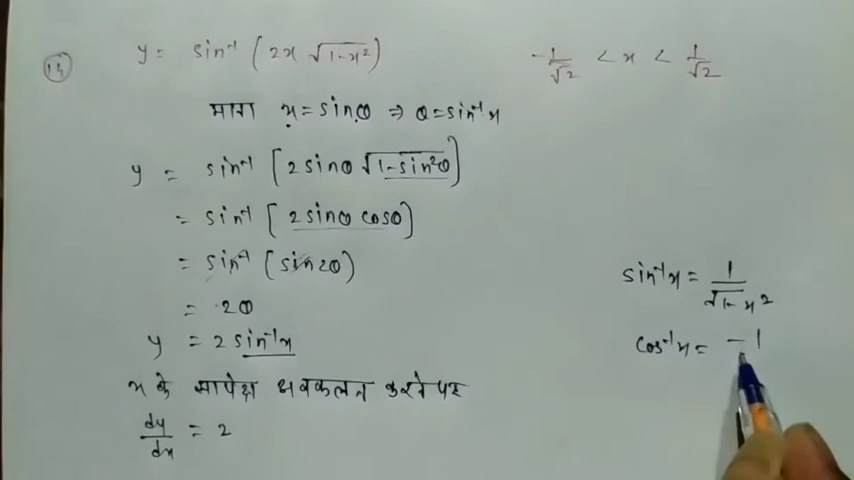 14 y = sin⁻¹ (2x √1-x²) -1/√2 < x < 1/√2
माना x = sinθ ⇒ θ = sin⁻¹x
y = sin⁻¹ [2 sinθ √1-sin²θ]
= sin⁻¹ [2 sinθ cosθ]
= sin⁻¹ (sin2θ)
= 2θ
y = 2 sin⁻¹x
x के सापेक्ष अवकलन करने पर
dy/dx = 2
sin⁻¹x = 1/√1-x²
cos⁻¹x = -1